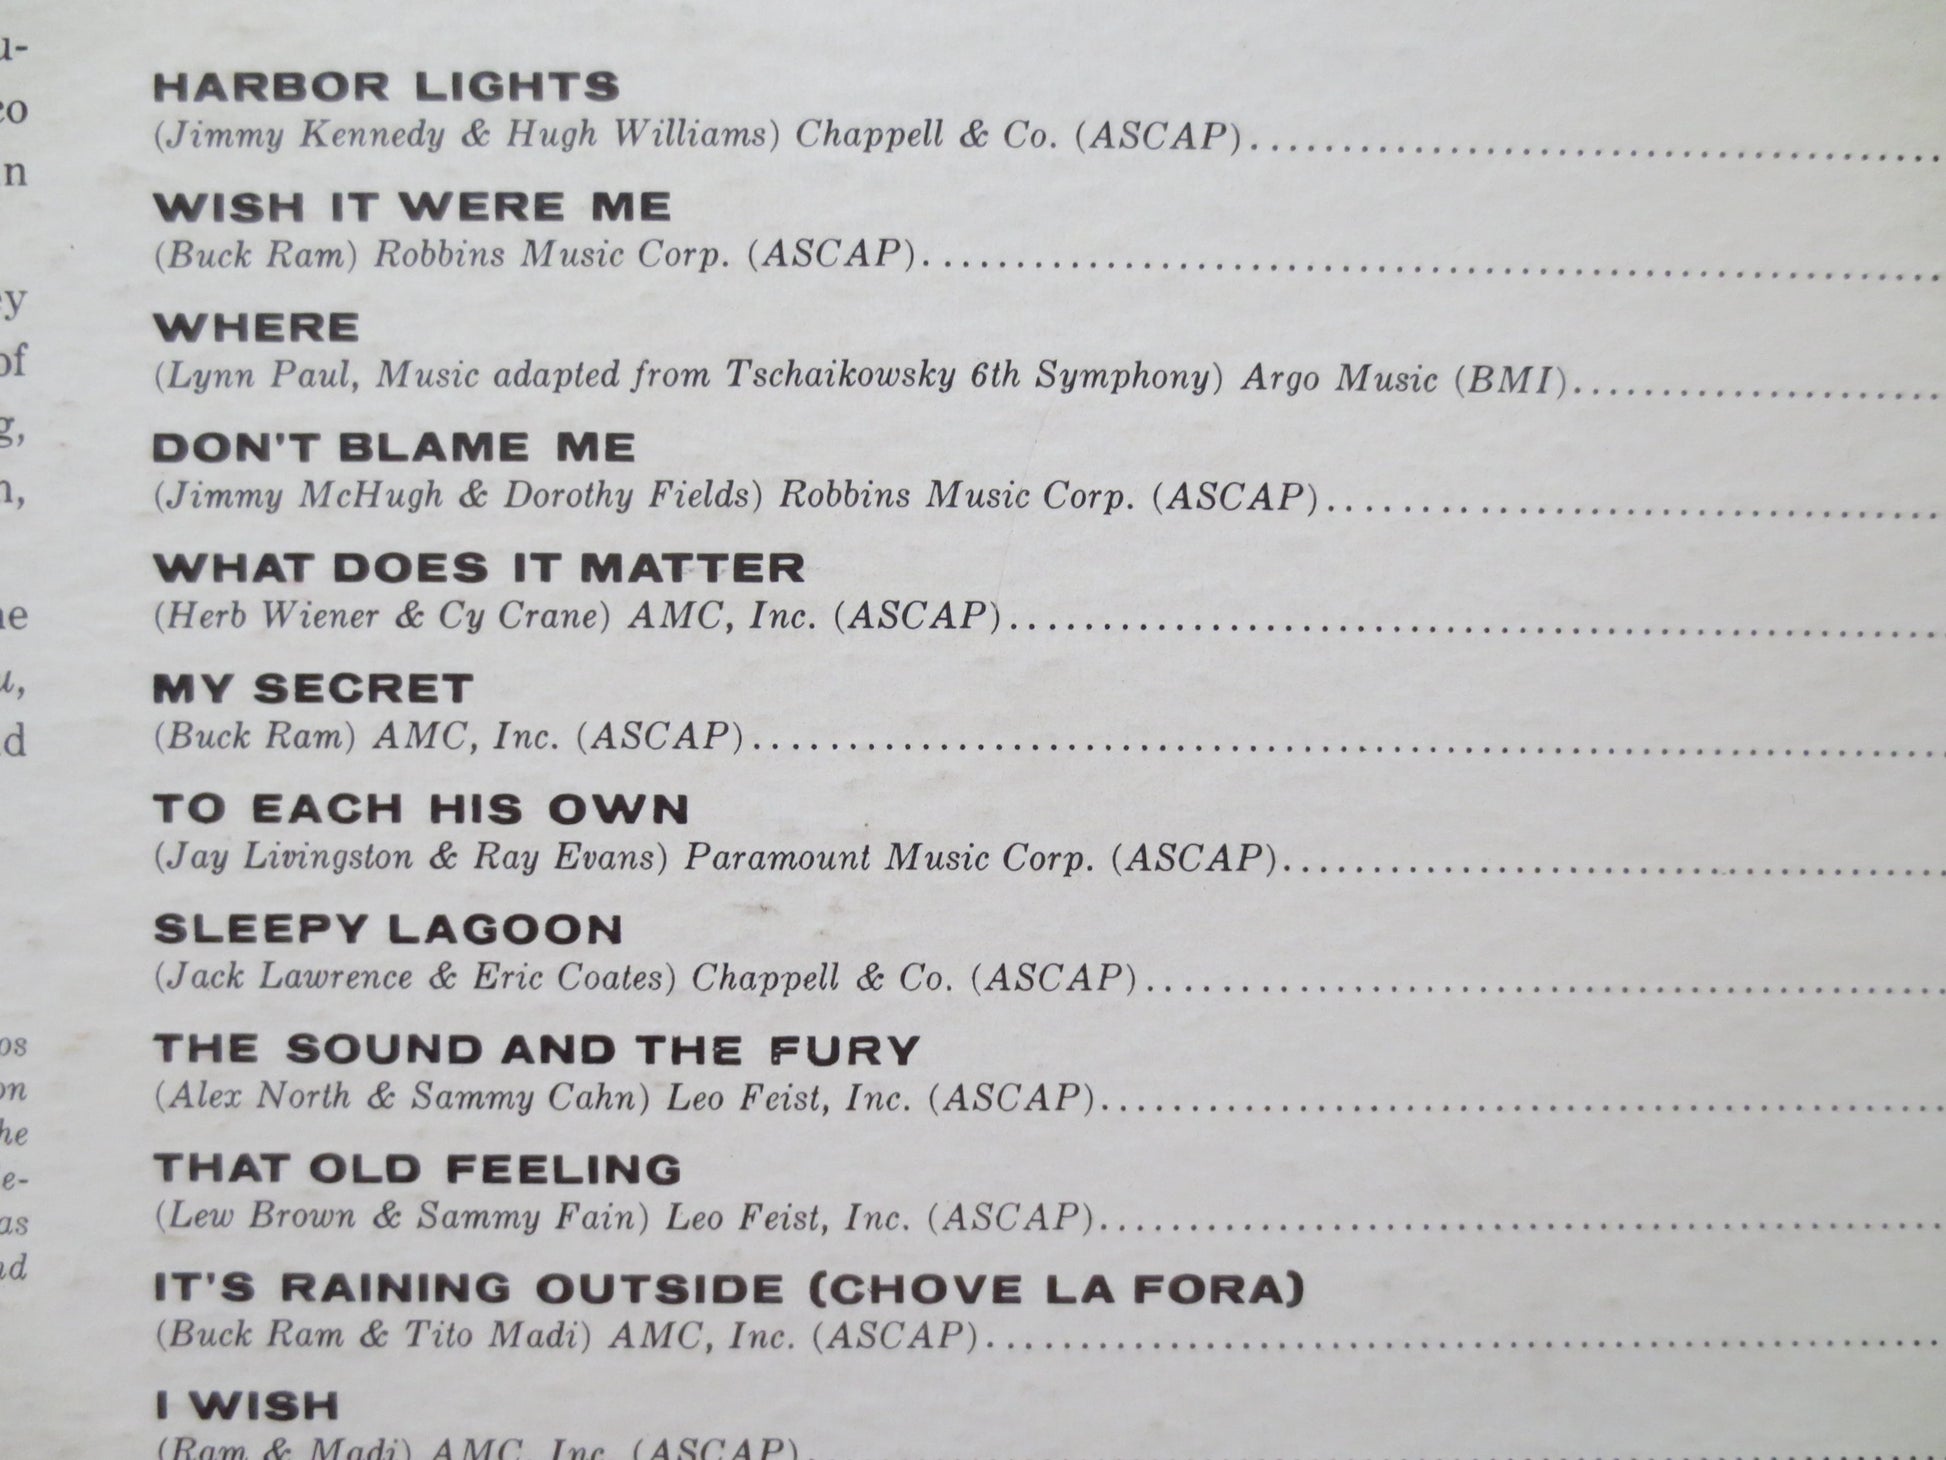 HARBOR LIGHTS
(Jimmy Kennedy & Hugh Williams) Chappell & Co. (ASCAP)
WISH IT WERE ME
(Buck Ram) Robbins Music Corp. (ASCAP)
WHERE
(Lynn Paul, Music adapted from Tschaikowsky 6th Symphony) Argo Music (BMI)
DON'T BLAME ME
(Jimmy McHugh & Dorothy Fields) Robbins Music Corp. (ASCAP)
WHAT DOES IT MATTER
(Herb Wiener & Cy Crane) AMC, Inc. (ASCAP)
MY SECRET
(Buck Ram) AMC, Inc. (ASCAP)
TO EACH HIS OWN
(Jay Livingston & Ray Evans) Paramount Music Corp. (ASCAP)
SLEEPY LAGOON
(Jack Lawrence & Eric Coates) Chappell & Co. (ASCAP)
THE SOUND AND THE FURY
(Alex North & Sammy Cahn) Leo Feist, Inc. (ASCAP)
THAT OLD FEELING
(Lew Brown & Sammy Fain) Leo Feist, Inc. (ASCAP)
IT'S RAINING OUTSIDE (CHOVE LA FORA)
(Buck Ram & Tito Madi) AMC, Inc. (ASCAP)
I WISH
(Ram & Madi) AMC, Inc. (ASCAP)